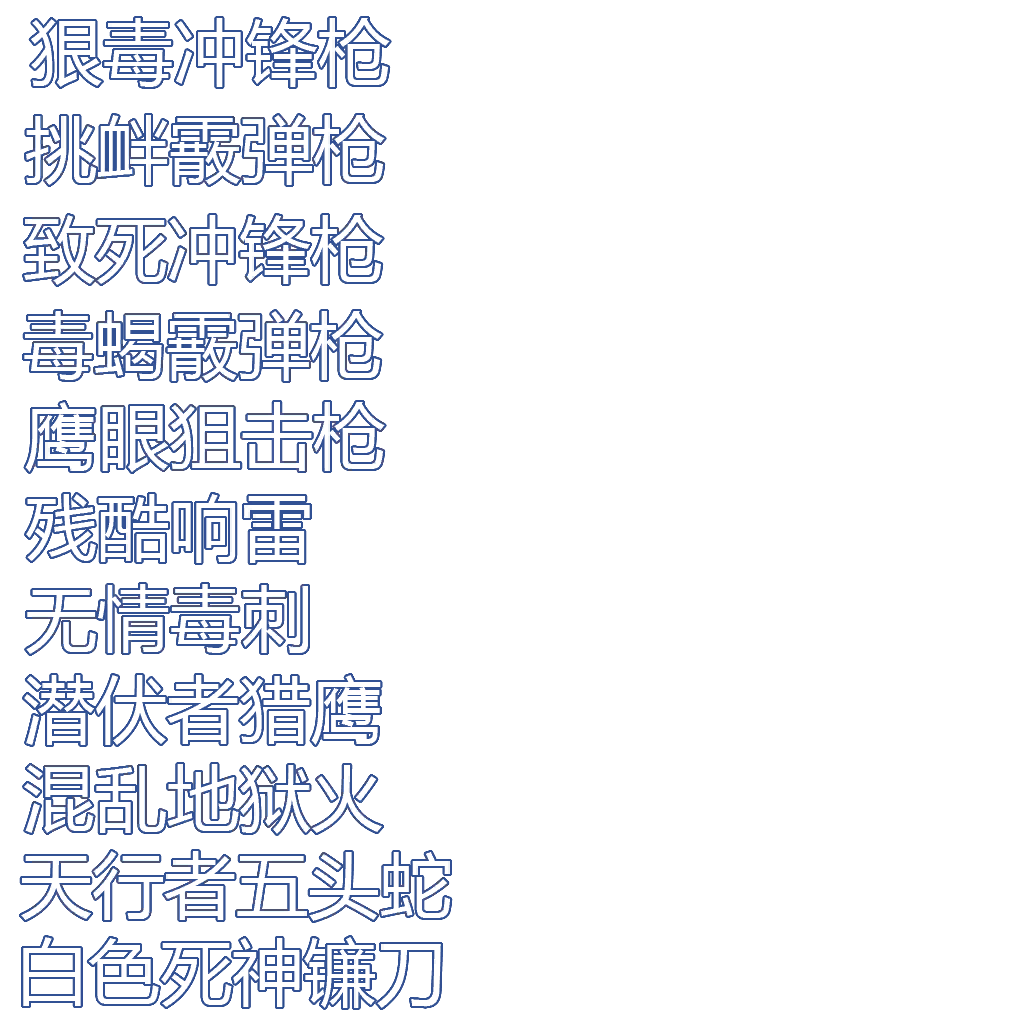 狠毒冲锋枪
挑衅霰弹枪
致死冲锋枪
毒蝎霰弹枪
鹰眼狙击枪
残酷响雷
无情毒刺
潜伏者猎鹰
混乱地狱火
天行者五头蛇
白色死神镰刀